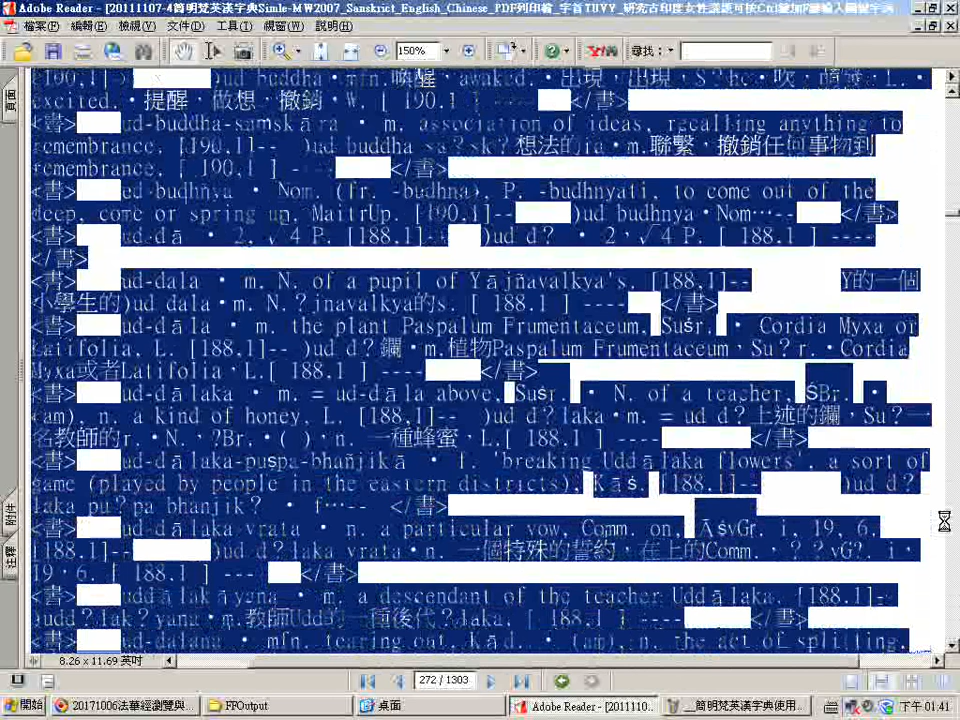 Adobe Reader - [20111107-4簡明梵英漢字典Simle-MW2007_Sanskrict_English_Chinese_PDF列印檔_字首TUVY_研究古印度女性謀認可按Ctrl鍵加F鍵輸入關鍵字詞
檔案(F) 編輯(E) 檢視(V) 文件(D) 工具(T) 視窗(W) 說明(H)
150% 尋找：
頁面
[190,1]-- )ud buddha・mfn.喚醒，awaked.・出現，出現，
excited.・提醒，做想，撤銷，W. [ 190.1 ] ---- </書>
<書> ud-buddha-saṃskāra ・ m. association of ideas, recalling anything to
remembrance, [190,1]-- )ud buddha sa?sk?想法的ra・m.聯繫，撤銷任何事物到
remembrance, [ 190.1 ] ---- </書>
<書> ud-budhnya ・ Nom. (fr. -budhna), P. -budhnyati, to come out of the
deep, come or spring up, MaitrUp. [190,1]-- )ud budhnya・Nom…-- </書>
<書> ud-dā ・ 2, √4 P. [188,1]-- )ud d? ・ 2，√4 P. [ 188.1 ] ----
</書>
<書> ud-dala ・ m. N. of a pupil of Yājñavalkya's. [188,1]-- Y的一個
小學生的)ud dala・m. N.？jnavalkya的s. [ 188.1 ] ---- </書>
<書> ud-dāla ・ m. the plant Paspalum Frumentaceum, Suśr. ・ Cordia Myxa or
Latifolia, L. [188,1]-- )ud d？鑭・m.植物Paspalum Frumentaceum，Su？r.・Cordia
Myxa或者Latifolia，L.[ 188.1 ] ---- </書>
<書> ud-dālaka ・ m. = ud-dāla above, Suśr. ・ N. of a teacher, ŚBr. ・
(am), n. a kind of honey, L. [188,1]-- )ud d？laka・m. = ud d？上述的鑭，Su？一
名教師的r.・N.，?Br.・( )，n. 一種蜂蜜，L.[ 188.1 ] ---- </書>
<書> ud-dālaka-puṣpa-bhañjikā ・ f. 'breaking Uddālaka flowers', a sort of
game (played by people in the eastern districts), Kāś. [188,1]-- )ud d？
laka pu？pa bhanjik？ ・ f…-- </書>
<書> ud-dālaka-vrata ・ n. a particular vow, Comm. on, ĀśvGr. i, 19, 6,
[188,1]-- )ud d？laka vrata・n. 一個特殊的誓約，在上的Comm.，？？vG?. i，
19，6. [ 188.1 ] ---- </書>
<書> uddālakāyana ・ m. a descendant of the teacher Uddālaka. [188,1]--
)udd？lak？yana・m.教師Udd的一種後代？laka. [ 188.1 ] ---- </書>
<書> ud-dalana ・ mfn. tearing out, Kād. ・ (am), n. the act of splitting,
附件
注釋
8.26 x 11.69 英吋
272 / 1303
開始 20171006法華經瀏覽與... FFOutput 桌面 Adobe Reader - [2011110... __簡明梵英漢字典使用... 下午 01:41